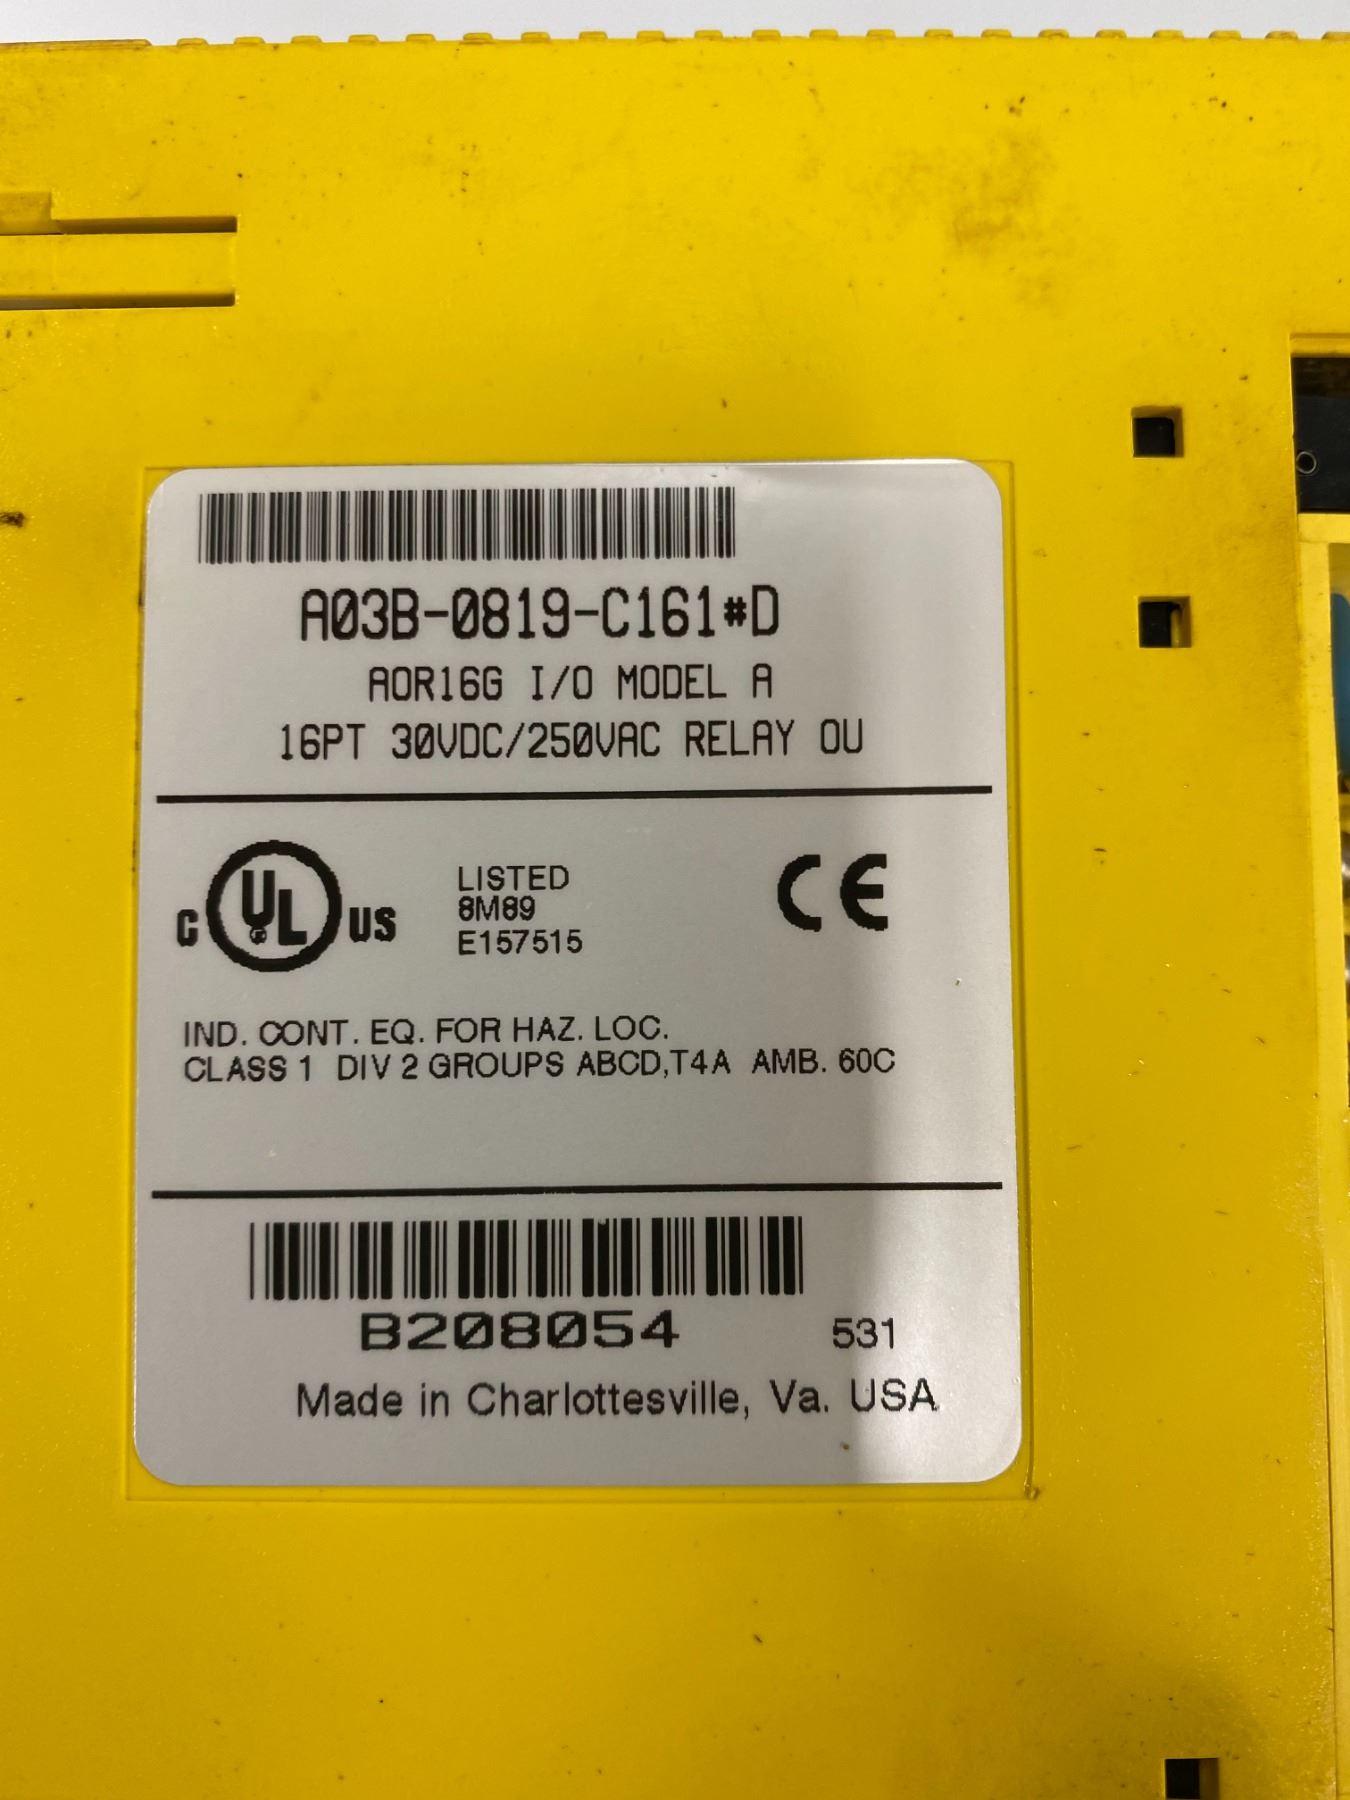 A03B-0819-C161#D
AOR16G I/O MODEL A
16PT 30VDC/250VAC RELAY OU
C UL US
LISTED
8M89
E157515
CE
IND. CONT. EQ. FOR HAZ. LOC.
CLASS 1 DIV 2 GROUPS ABCD,T4A AMB. 60C
B208054 531
Made in Charlottesville, Va. USA